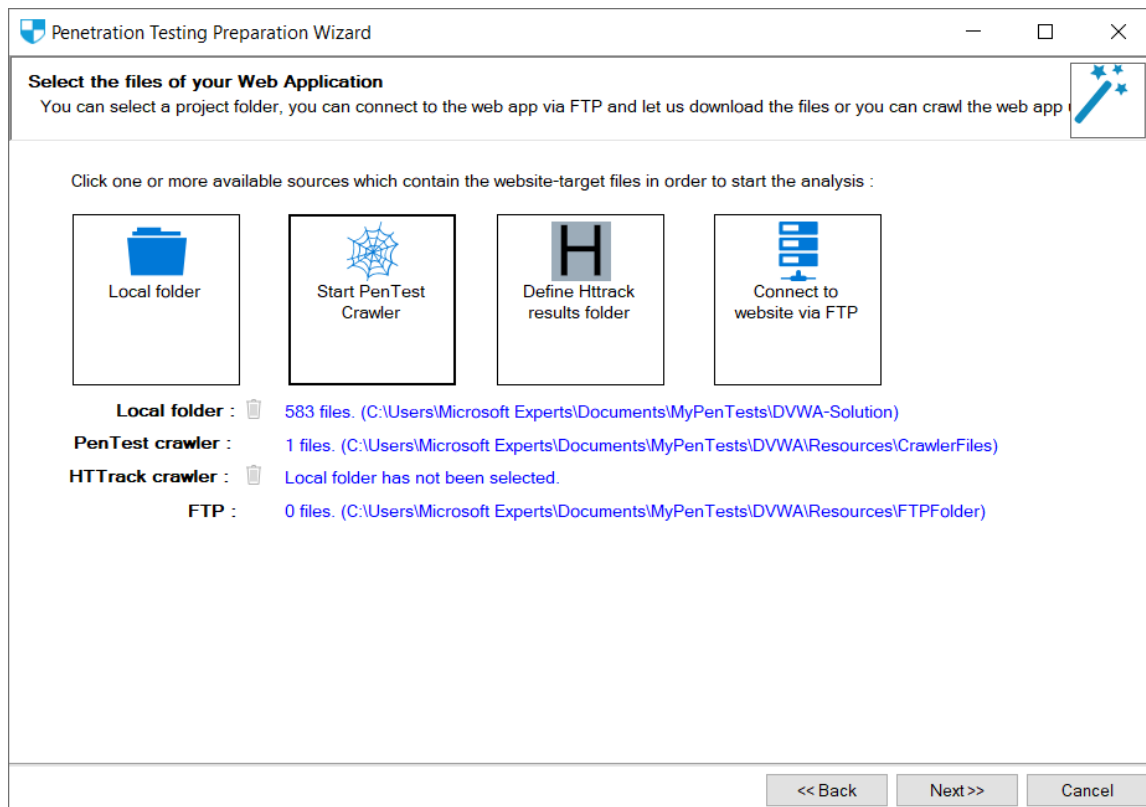 Penetration Testing Preparation Wizard
Select the files of your Web Application
You can select a project folder, you can connect to the web app via FTP and let us download the files or you can crawl the web app
Click one or more available sources which contain the website-target files in order to start the analysis :
Local folder
Start PenTest
Crawler
H
Define Httrack
results folder
Connect to
website via FTP
Local folder : 583 files. (C:\Users\Microsoft Experts\Documents\MyPenTests\DVWA-Solution)
PenTest crawler : 1 files. (C:\Users\Microsoft Experts\Documents\MyPenTests\DVWA\Resources\CrawlerFiles)
HTTrack crawler : Local folder has not been selected.
FTP : 0 files. (C:\Users\Microsoft Experts\Documents\MyPenTests\DVWA\Resources\FTPFolder)
<< Back Next>> Cancel